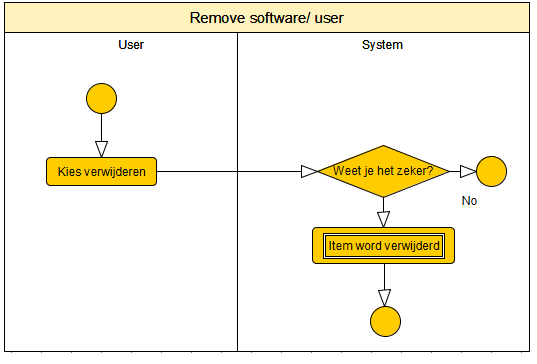 Remove software/ user
User
System
Kies verwijderen
Weet je het zeker?
No
Item word verwijderd